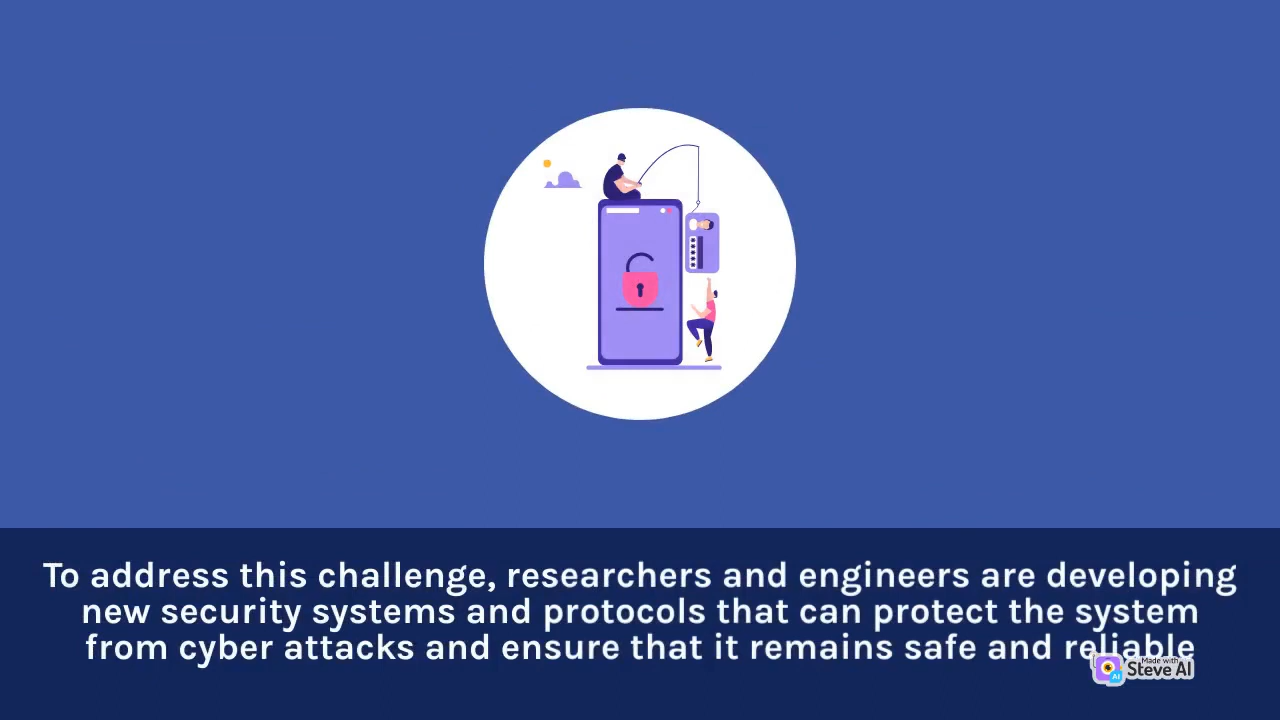 To address this challenge, researchers and engineers are developing
new security systems and protocols that can protect the system
from cyber attacks and ensure that it remains safe and reliable
Made with
Steve AI
AI